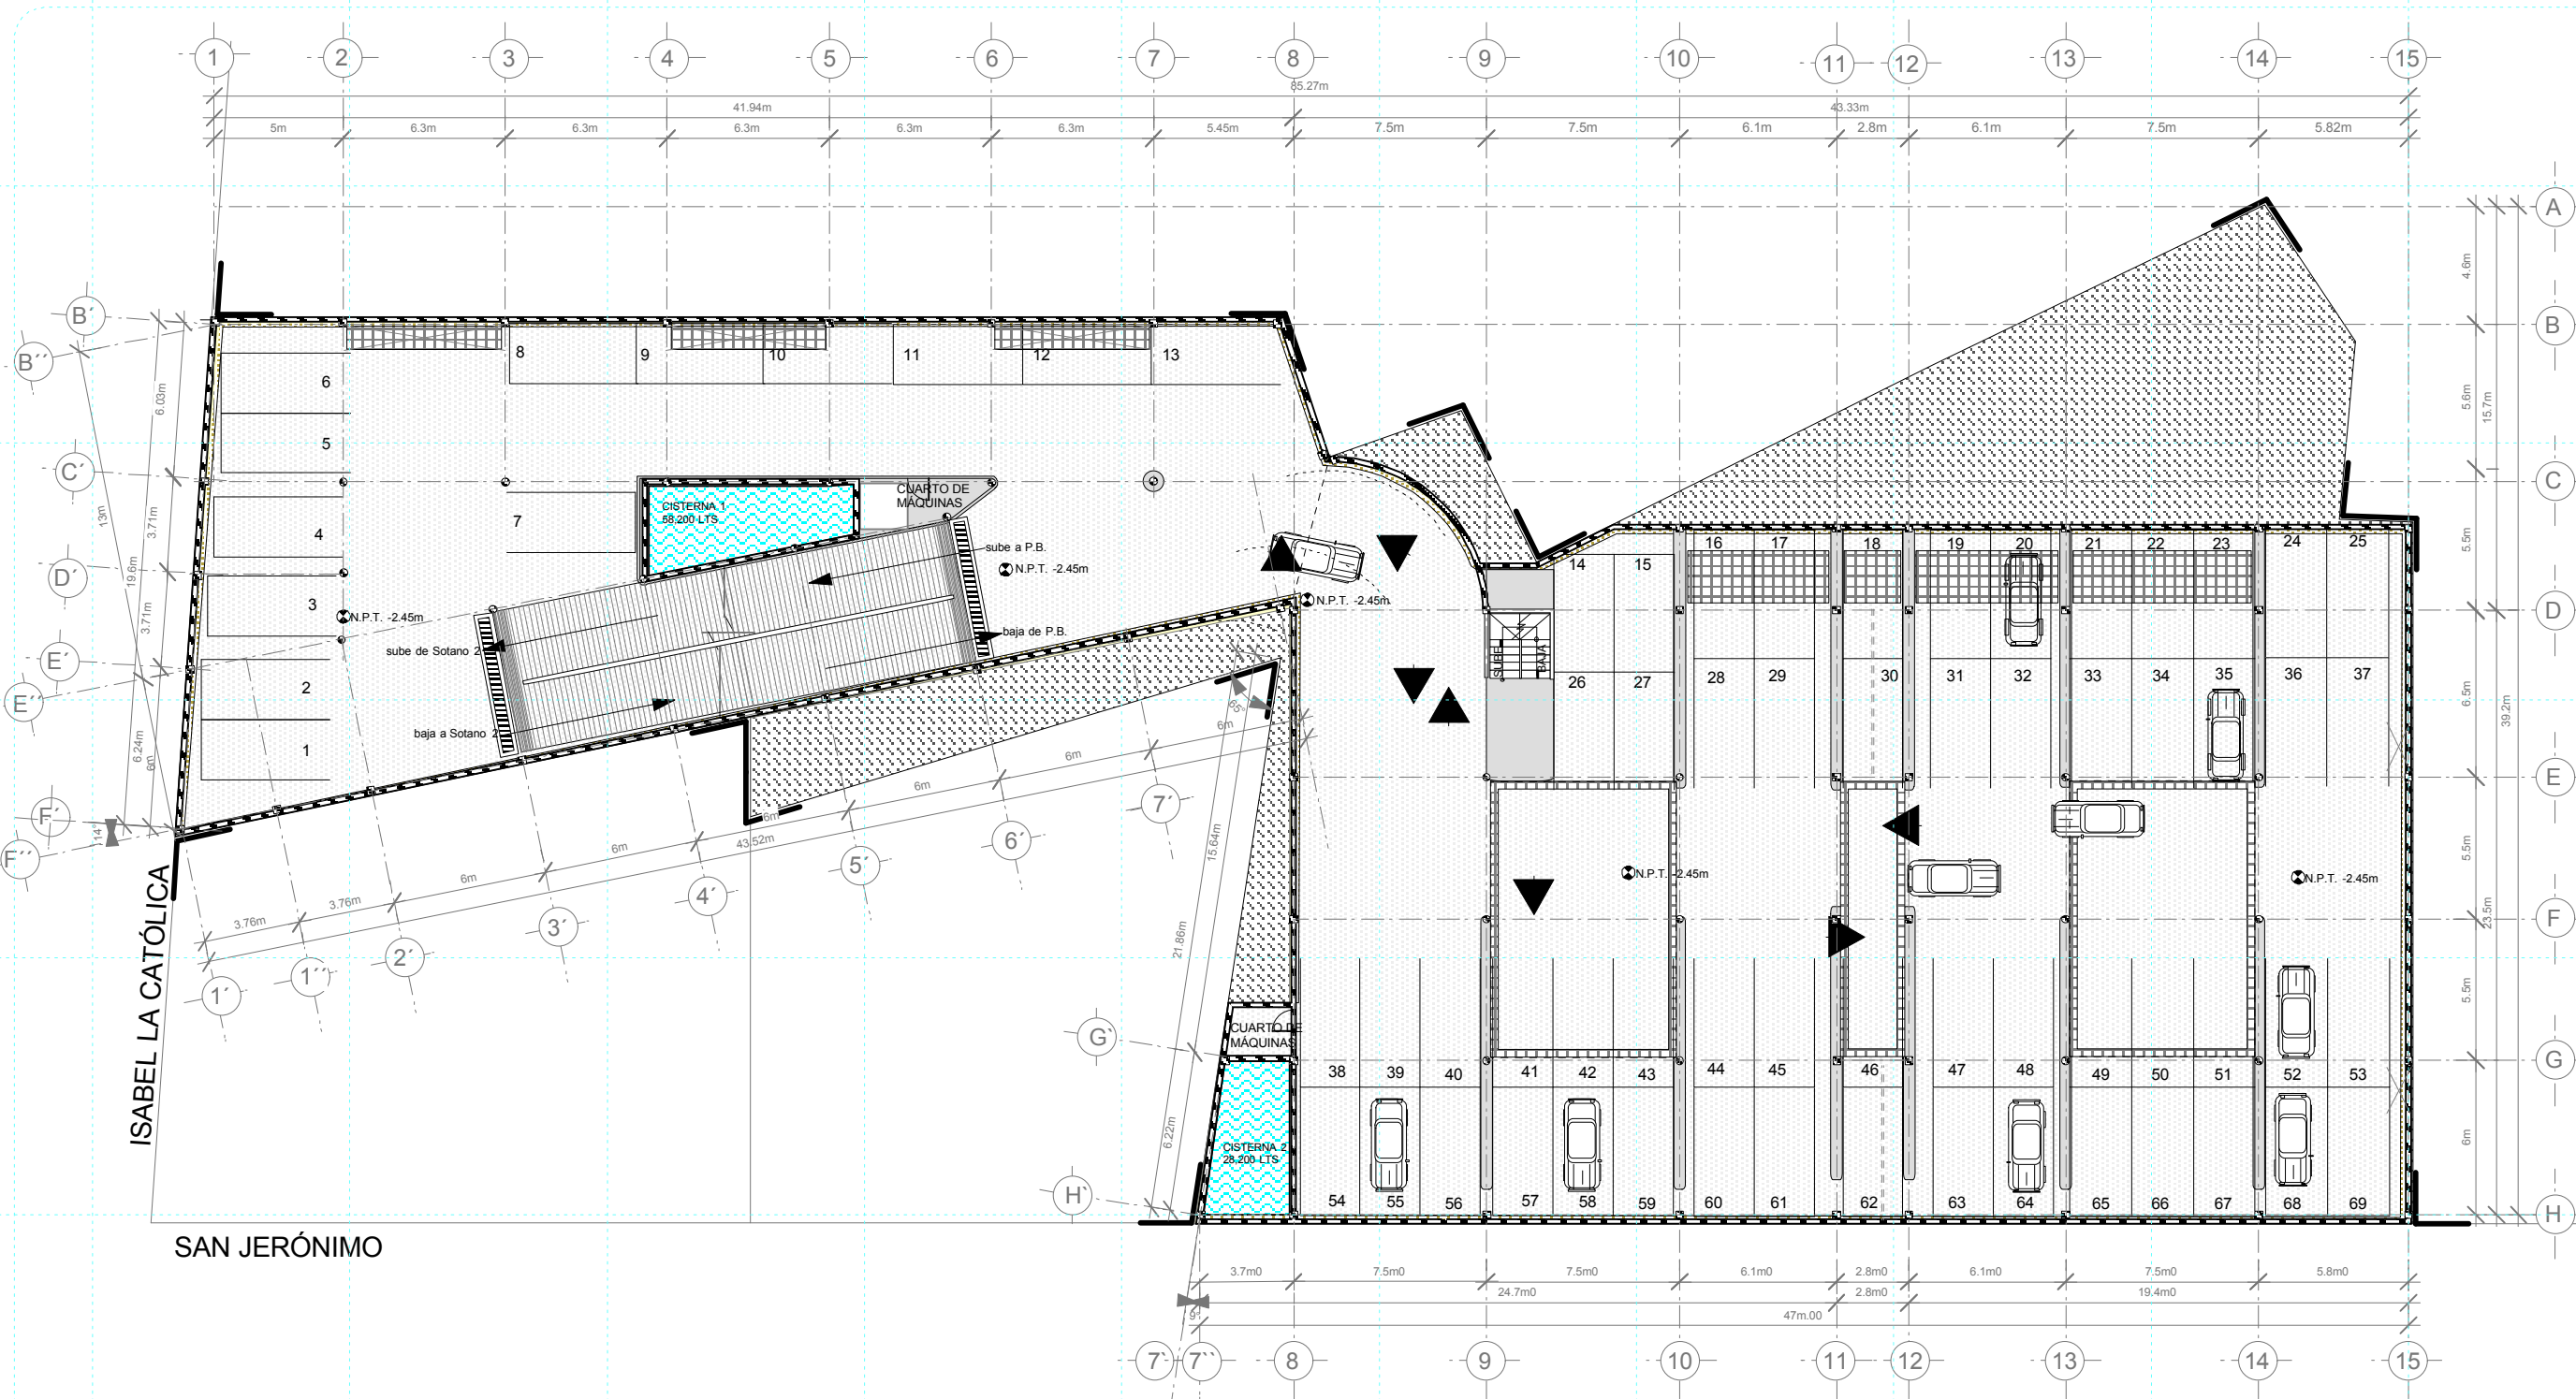 1 2 3 4 5 6 7 8 9 10 11 12 13 14 15
85.27m
41.94m 43.33m
5m 6.3m 6.3m 6.3m 6.3m 6.3m 5.45m 7.5m 7.5m 6.1m 2.8m 6.1m 7.5m 5.82m
A
B
C
D
E
F
G
H
4.6m
5.6m
15.7m
5.5m
6.5m
39.2m
5.5m
23.5m
5.5m
6m
B´
B´´
C´
D´
E´
E´´
F´
F´´
6.03m
13m
3.71m
19.6m
3.71m
6.24m
6m
14°
8 9 10 11 12 13
6
5
4
3
2
1
7
CISTERNA 1
58,200 LTS
CUARTO DE
MÁQUINAS
sube a P.B.
N.P.T. -2.45m
baja de P.B.
N.P.T. -2.45m
sube de Sotano 2
baja a Sotano 2
N.P.T. -2.45m
SUBE
BAJA
14 15 16 17 18 19 20 21 22 23 24 25
26 27 28 29 30 31 32 33 34 35 36 37
N.P.T. -2.45m
N.P.T. -2.45m
65°
6m
6m
6m
6m
43.52m
6m
6m
3.76m
3.76m
1´ 1´´ 2´ 3´ 4´ 5´ 6´ 7´
15.64m
21.86m
6.22m
G`
H`
CUARTO DE
MÁQUINAS
CISTERNA 2
28,200 LTS
38 39 40 41 42 43 44 45 46 47 48 49 50 51 52 53
54 55 56 57 58 59 60 61 62 63 64 65 66 67 68 69
ISABEL LA CATÓLICA
SAN JERÓNIMO
3.7m0 7.5m0 7.5m0 6.1m0 2.8m0 6.1m0 7.5m0 5.8m0
24.7m0 2.8m0 19.4m0
9°
47m.00
7` 7`` 8 9 10 11 12 13 14 15